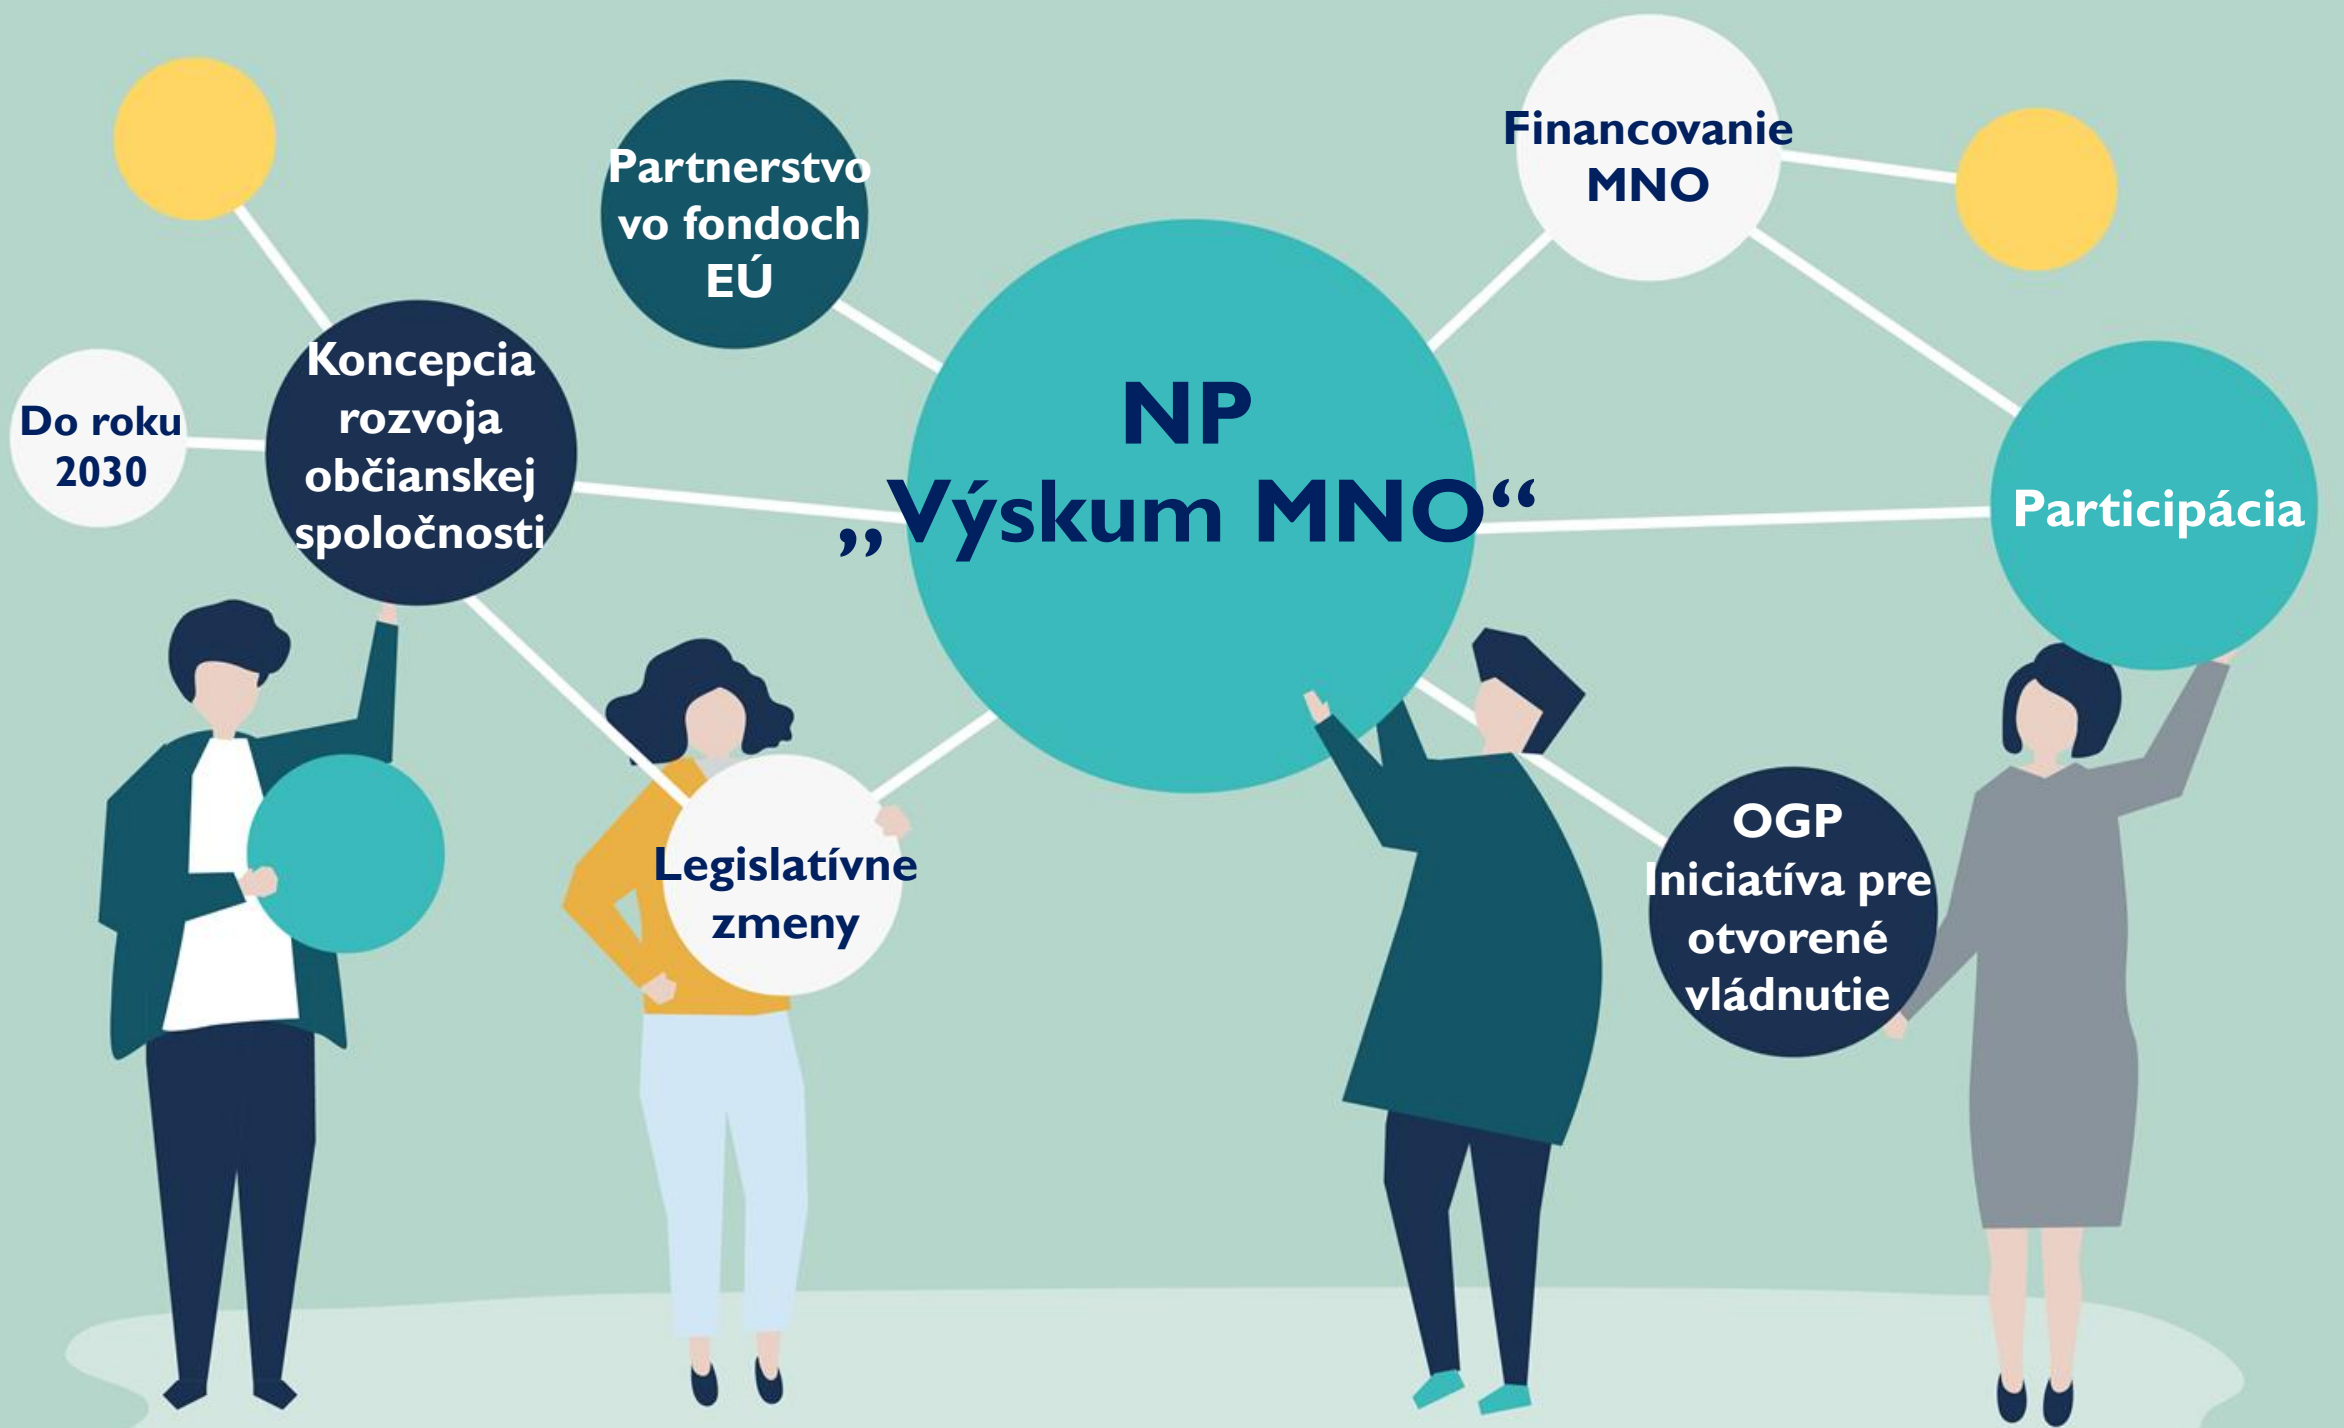 Partnerstvo
vo fondoch
EÚ
Financovanie
MNO
Do roku
2030
Koncepcia
rozvoja
občianskej
spoločnosti
NP
„Výskum MNO“
Participácia
Legislatívne
zmeny
OGP
Iniciatíva pre
otvorené
vládnutie